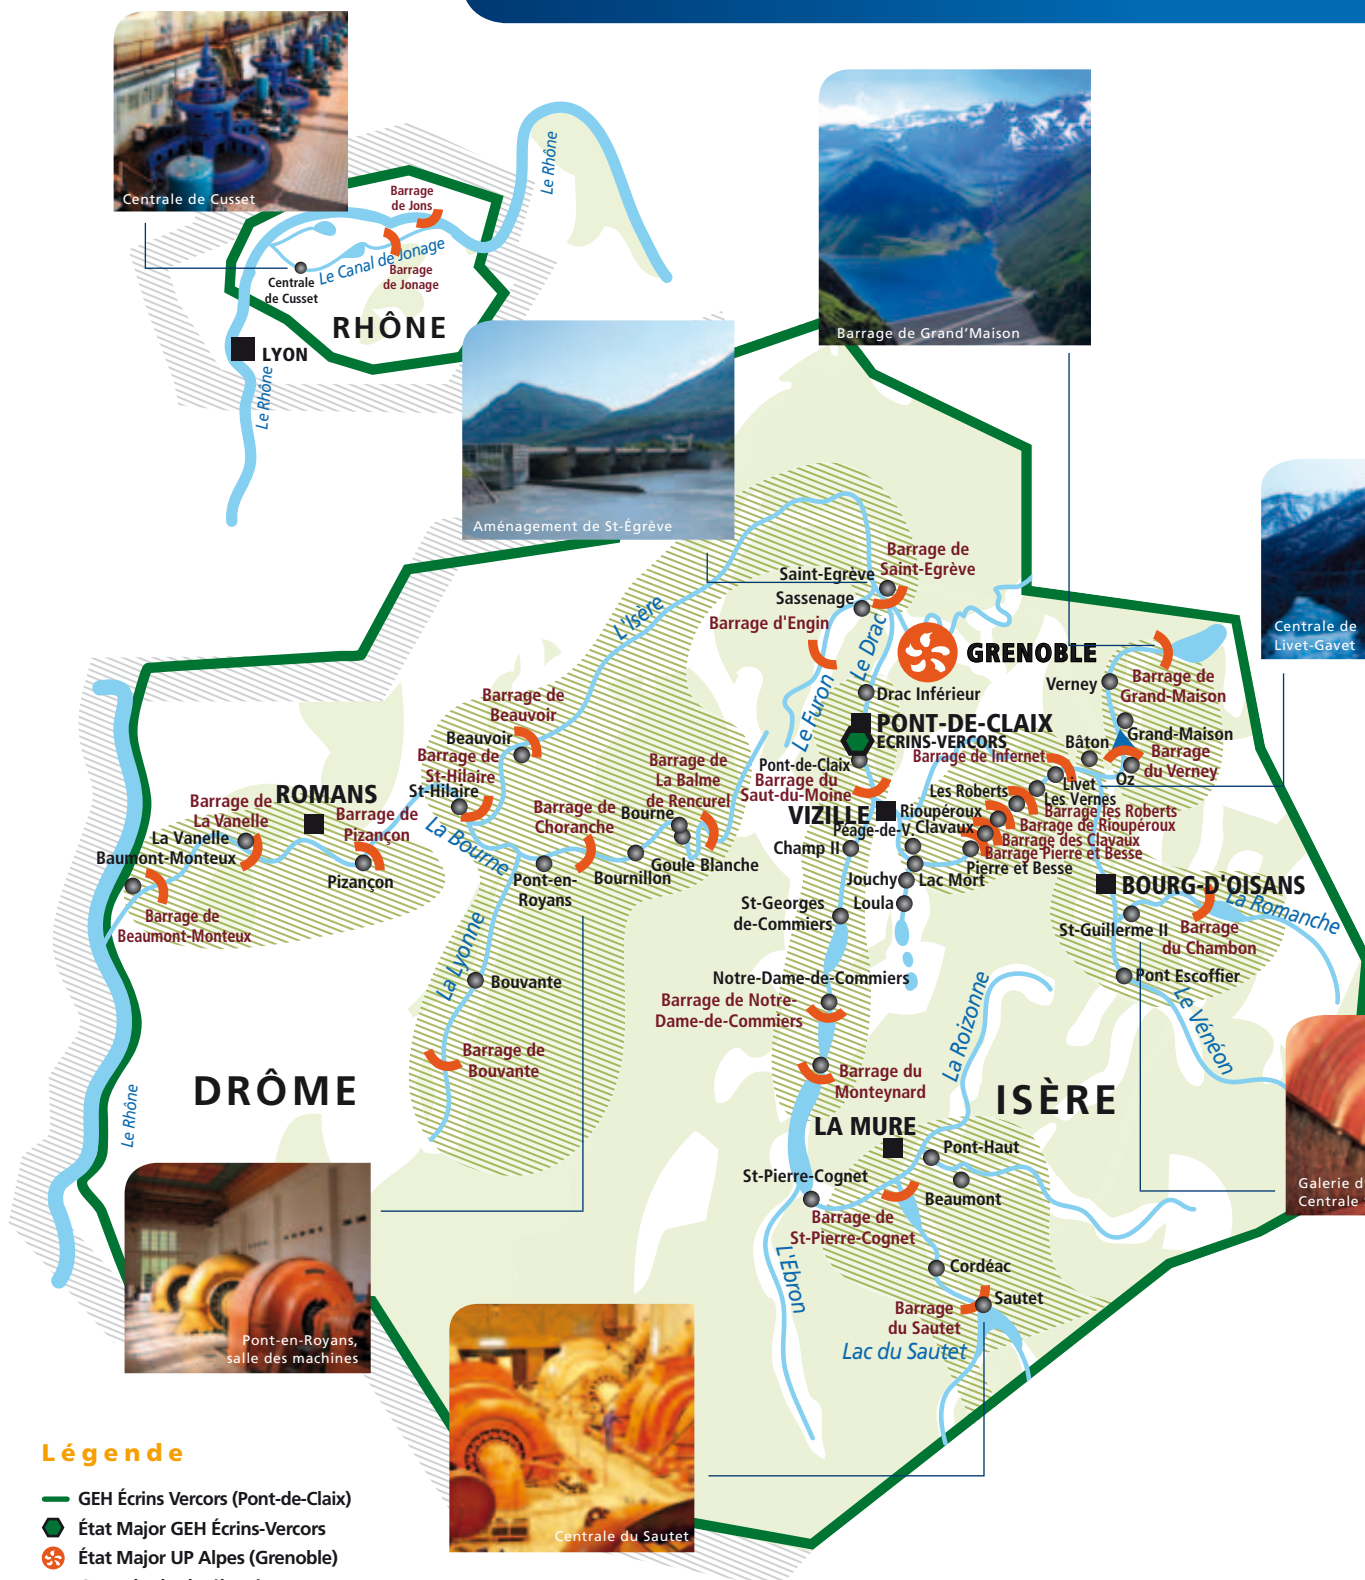 Centrale de Cusset
Le Rhône
Barrage
de Jons
Le Canal de Jonage
Barrage
de Jonage
Centrale
de Cusset
RHÔNE
LYON
Le Rhône
Barrage de Grand'Maison
Aménagement de St-Égrève
Centrale de
Livet-Gavet
Barrage de
Saint-Egrève
Saint-Egrève
Sassenage
Barrage d'Engin
L'Isère
Le Drac
Le Furon
GRENOBLE
Drac Inférieur
PONT-DE-CLAIX
ECRINS-VERCORS
Pont-de-Claix
Barrage du
Saut-du-Moine
Verney
Barrage de
Grand-Maison
Grand-Maison
Bâton
Barrage
du Verney
Oz
Barrage de Infernet
Livet
Les Vernes
Les Roberts
Barrage les Roberts
Rioupéroux
Barrage de Rioupéroux
Clavaux
Barrage des Clavaux
Barrage Pierre et Besse
Pierre et Besse
VIZILLE
Péage-de-V.
Champ II
Jouchy
Lac Mort
Loula
St-Georges
de-Commiers
BOURG-D'OISANS
La Romanche
St-Guillerme II
Barrage
du Chambon
Pont Escoffier
Le Vénéon
Barrage de
Beauvoir
Beauvoir
Barrage de
St-Hilaire
St-Hilaire
Barrage de
La Balme
de Rencurel
Bourne
Barrage de
Choranche
Goule Blanche
Bournillon
Pont-en-
Royans
La Bourne
ROMANS
Barrage de
La Vanelle
La Vanelle
Baumont-Monteux
Barrage de
Pizançon
Pizançon
Barrage de
Beaumont-Monteux
La Lyonne
Bouvante
Barrage de
Bouvante
Notre-Dame-de-Commiers
Barrage de Notre-
Dame-de-Commiers
Barrage du
Monteynard
La Roizonne
DRÔME
ISÈRE
Le Rhône
LA MURE
Pont-Haut
St-Pierre-Cognet
Beaumont
Barrage de
St-Pierre-Cognet
L'Ebron
Cordéac
Sautet
Barrage
du Sautet
Lac du Sautet
Galerie d
Centrale
Pont-en-Royans,
salle des machines
Centrale du Sautet
Légende
GEH Écrins Vercors (Pont-de-Claix)
État Major GEH Écrins-Vercors
État Major UP Alpes (Grenoble)